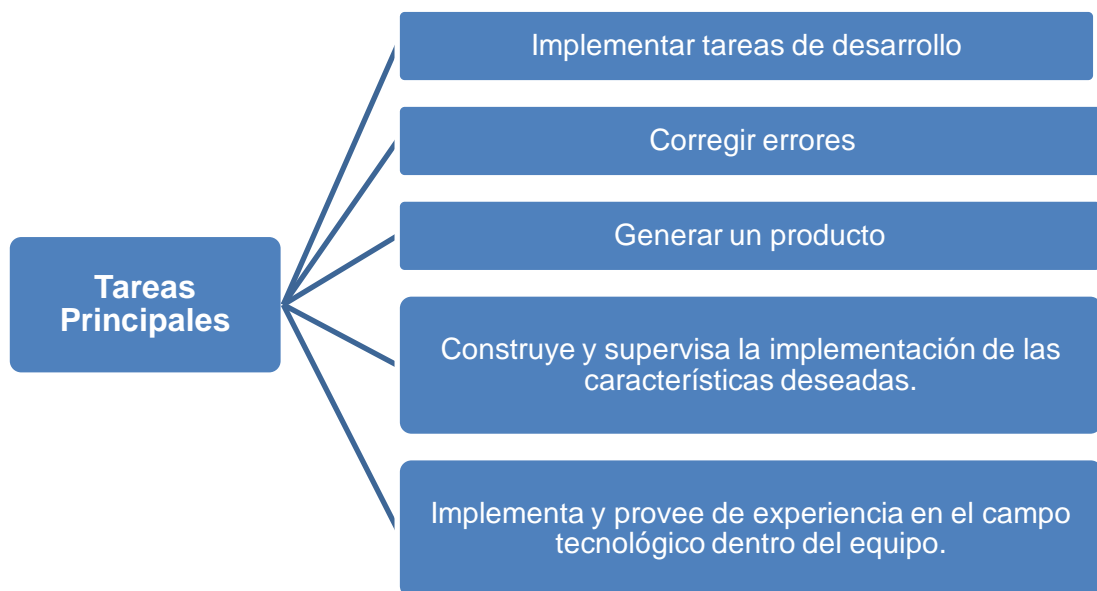 Implementar tareas de desarrollo
Corregir errores
Generar un producto
Tareas
Principales
Construye y supervisa la implementación de las
características deseadas.
Implementa y provee de experiencia en el campo
tecnológico dentro del equipo.